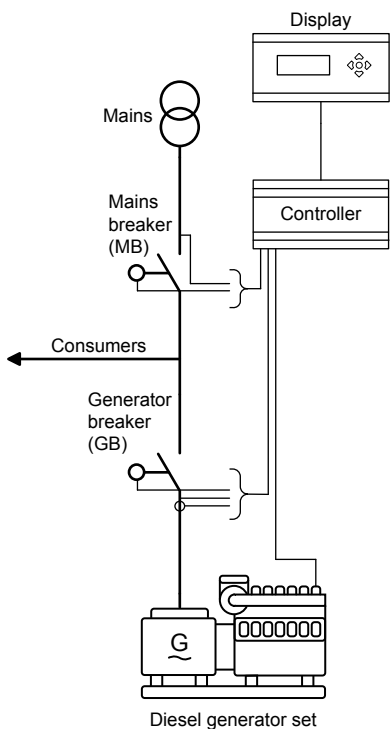 Display
Mains
Controller
Mains
breaker
(MB)
Consumers
Generator
breaker
(GB)
G
Diesel generator set